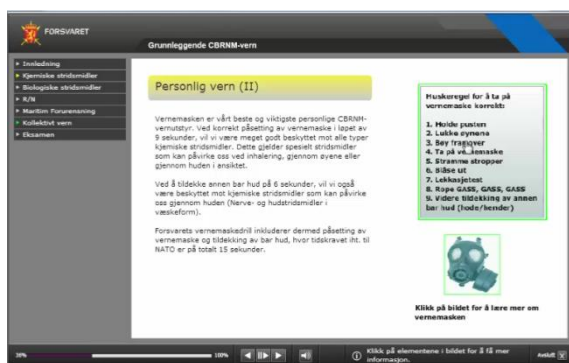 FORSVARET
Grunnleggende CBRNM-vern
Innledning
Kjemiske stridsmidler
Biologiske stridsmidler
R/N
Maritim Forurensning
Kollektivt vern
Eksamen
Personlig vern (II)
Vernemasken er vårt beste og viktigste personlige CBRNM-
vernutstyr. Ved korrekt påsetting av vernemaske i løpet av
9 sekunder, vil vi være meget godt beskyttet mot alle typer
kjemiske stridsmidler. Dette gjelder spesielt stridsmidler
som kan påvirke oss ved inhalering, gjennom øyene eller
gjennom huden i ansiktet.
Ved å tildekke annen bar hud på 6 sekunder, vil vi også
være beskyttet mot kjemiske stridsmidler som kan påvirke
oss gjennom huden (Nerve- og hudstridsmidler i
væskeform).
Forsvarets vernemaskedrill inkluderer dermed påsetting av
vernemaske og tildekking av bar hud, hvor tidskravet iht. til
NATO er på totalt 15 sekunder.
Huskeregel for å ta på
vernemaske korrekt:
1. Holde pusten
2. Lukke øynene
3. Bøy framover
4. Ta på vernemaske
5. Stramme stropper
6. Blåse ut
7. Lekkasjetest
8. Rope GASS, GASS, GASS
9. Videre tildekking av annen
bar hud (hode/hender)
Klikk på bildet for å lære mer om
vernemasken
100%
Klikk på elementene i bildet for å få mer
informasjon.
Avslutt